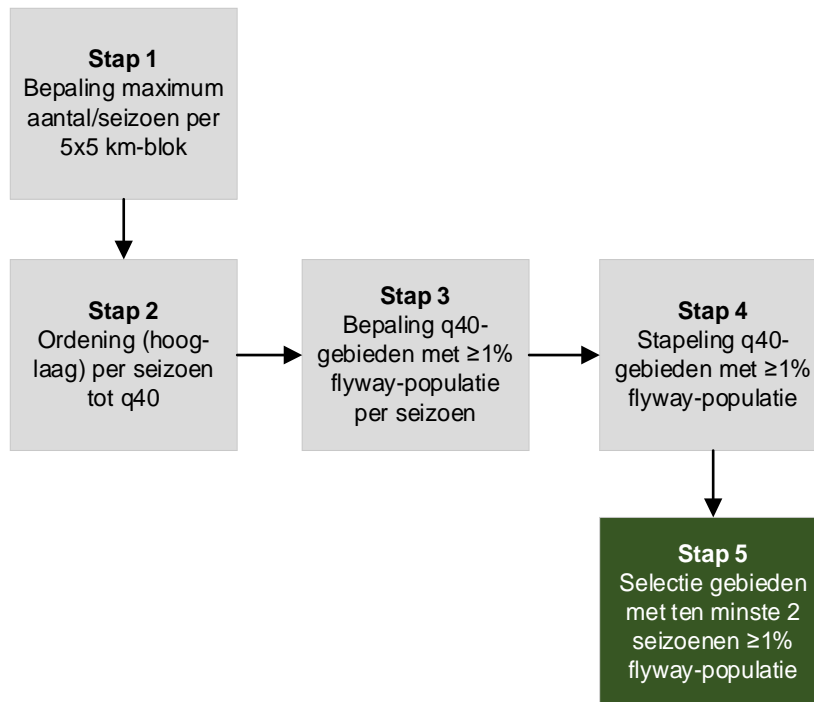 Stap 1
Bepaling maximum
aantal/seizoen per
5x5 km-blok
Stap 2
Ordening (hoog-
laag) per seizoen
tot q40
Stap 3
Bepaling q40-
gebieden met ≥1%
flyway-populatie
per seizoen
Stap 4
Stapeling q40-
gebieden met ≥1%
flyway-populatie
Stap 5
Selectie gebieden
met ten minste 2
seizoenen ≥1%
flyway-populatie